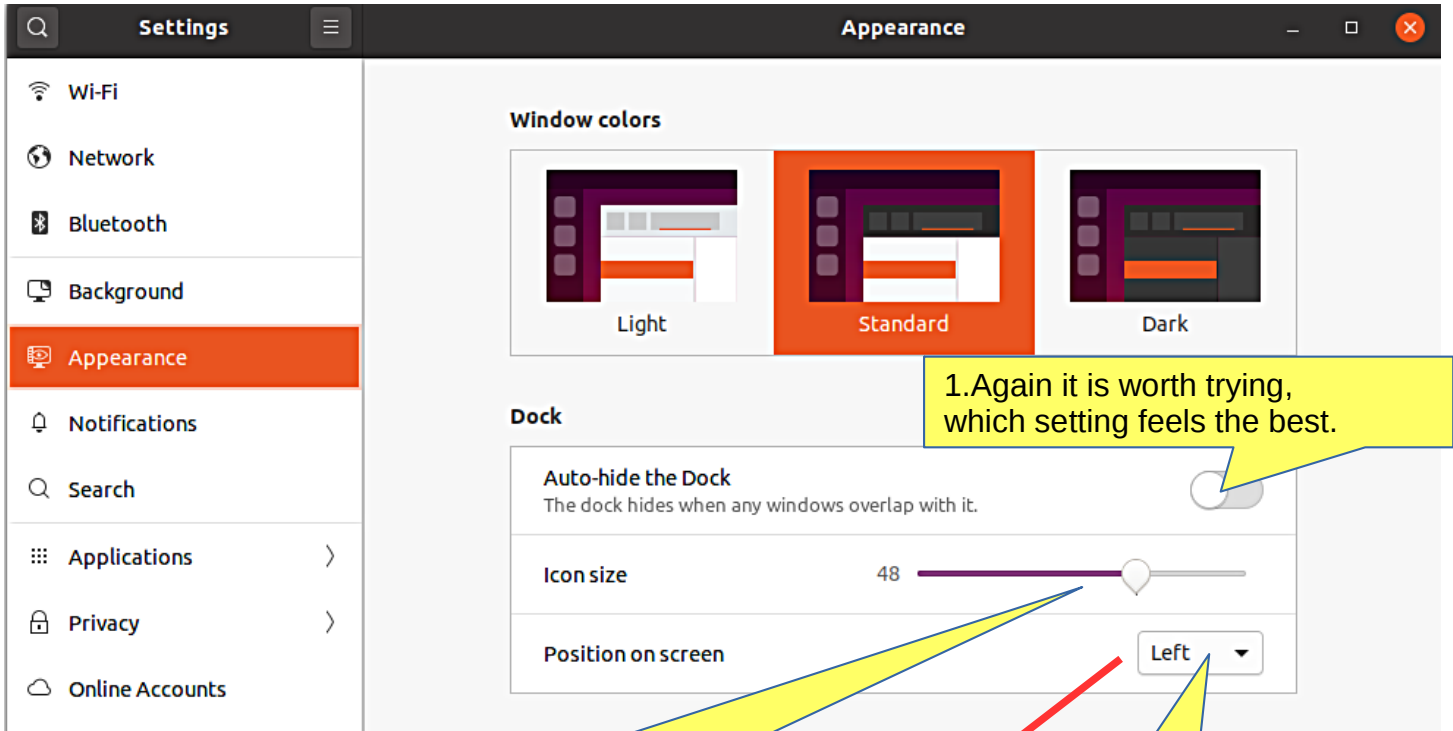 Settings
Appearance
Wi-Fi
Network
Bluetooth
Background
Appearance
Notifications
Search
Applications
Privacy
Online Accounts
Window colors
Light Standard Dark
1.Again it is worth trying,
which setting feels the best.
Dock
Auto-hide the Dock
The dock hides when any windows overlap with it.
Icon size 48
Position on screen Left